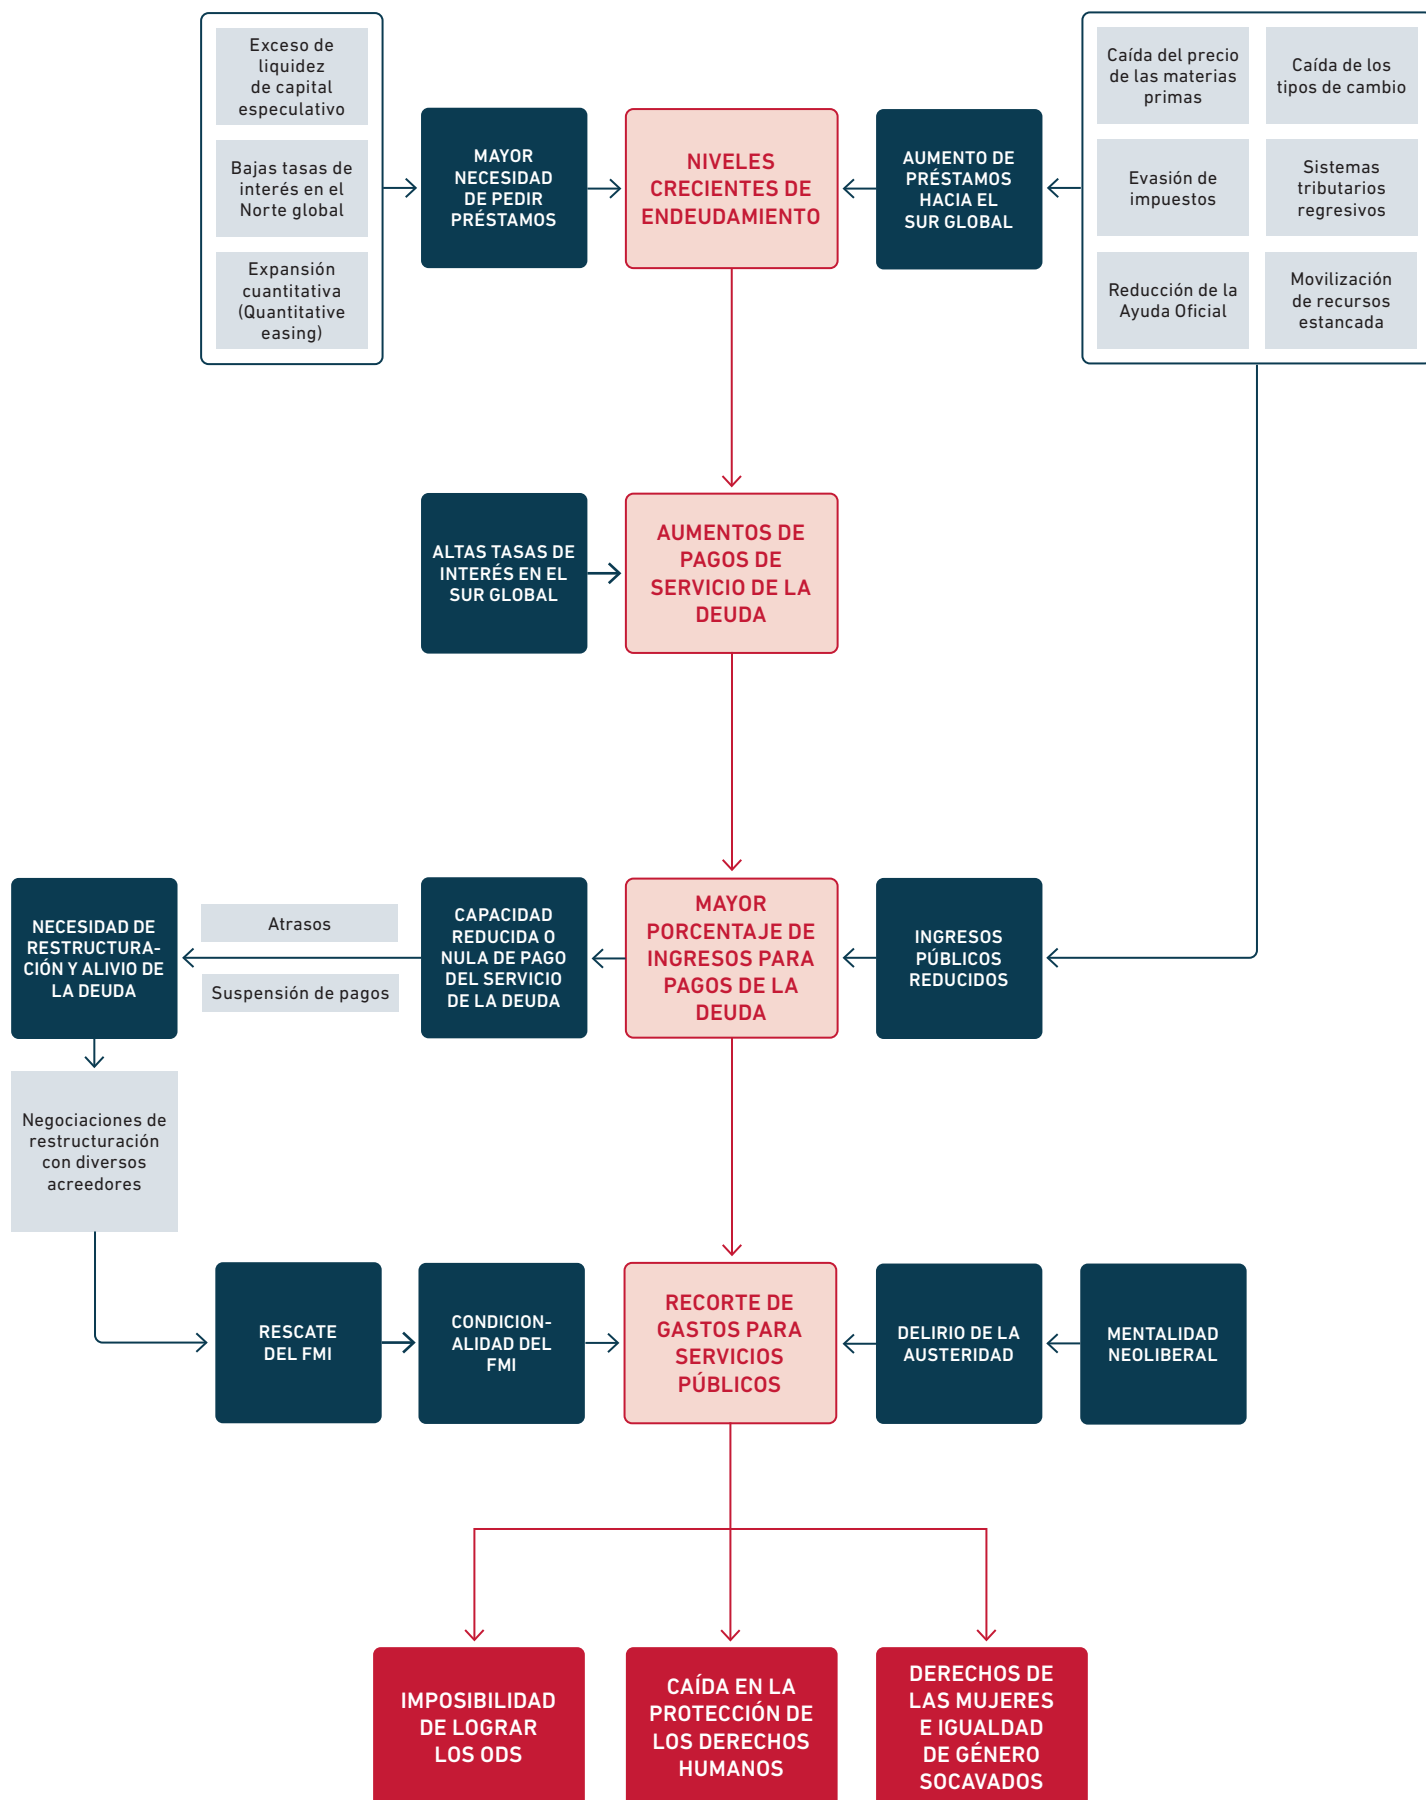 Exceso de
liquidez
de capital
especulativo
Bajas tasas de
interés en el
Norte global
Expansión
cuantitativa
(Quantitative
easing)
MAYOR
NECESIDAD
DE PEDIR
PRÉSTAMOS
NIVELES
CRECIENTES DE
ENDEUDAMIENTO
AUMENTO DE
PRÉSTAMOS
HACIA EL
SUR GLOBAL
Caída del precio
de las materias
primas
Caída de los
tipos de cambio
Evasión de
impuestos
Sistemas
tributarios
regresivos
Reducción de la
Ayuda Oficial
Movilización
de recursos
estancada
ALTAS TASAS DE
INTERÉS EN EL
SUR GLOBAL
AUMENTOS DE
PAGOS DE
SERVICIO DE LA
DEUDA
NECESIDAD DE
RESTRUCTURA-
CIÓN Y ALIVIO DE
LA DEUDA
Atrasos
Suspensión de pagos
CAPACIDAD
REDUCIDA O
NULA DE PAGO
DEL SERVICIO
DE LA DEUDA
MAYOR
PORCENTAJE DE
INGRESOS PARA
PAGOS DE LA
DEUDA
INGRESOS
PÚBLICOS
REDUCIDOS
Negociaciones de
restructuración
con diversos
acreedores
RESCATE
DEL FMI
CONDICION-
ALIDAD DEL
FMI
RECORTE DE
GASTOS PARA
SERVICIOS
PÚBLICOS
DELIRIO DE LA
AUSTERIDAD
MENTALIDAD
NEOLIBERAL
IMPOSIBILIDAD
DE LOGRAR
LOS ODS
CAÍDA EN LA
PROTECCIÓN DE
LOS DERECHOS
HUMANOS
DERECHOS DE
LAS MUJERES
E IGUALDAD
DE GÉNERO
SOCAVADOS